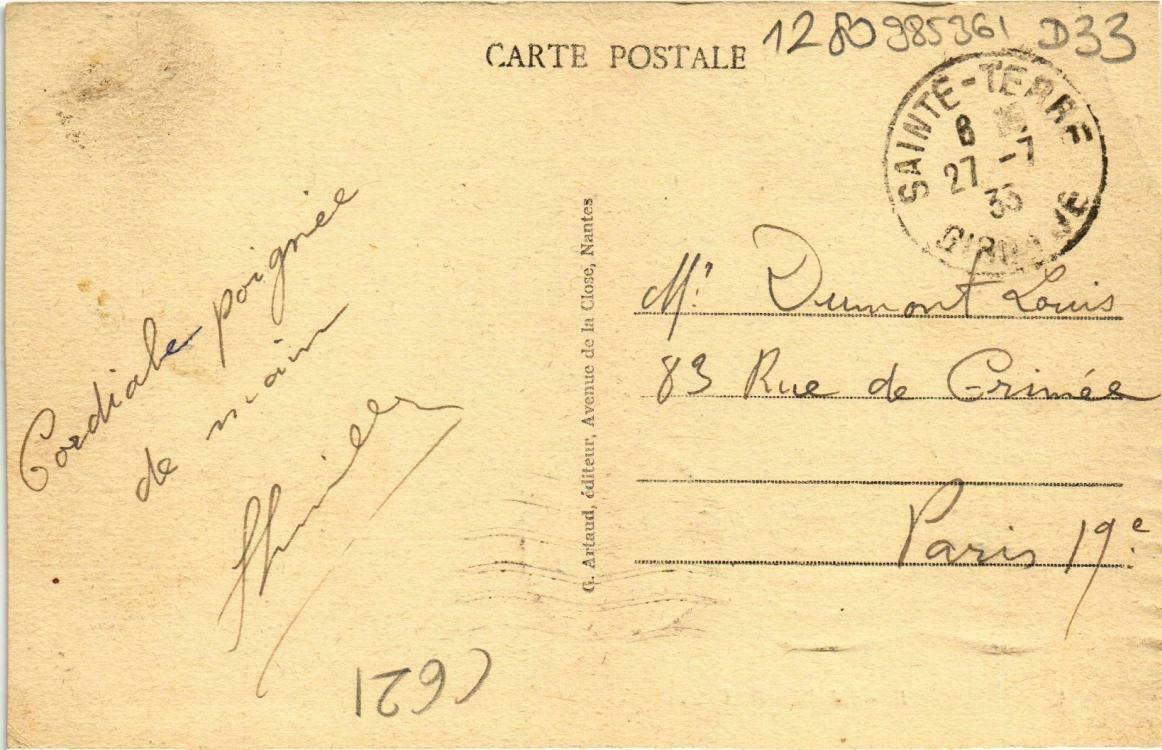 CARTE POSTALE
1280985361 D33
SAINTE-TERRE
8
27 -7
35
GIRONDE
Cordiale poignée
de main
G. Artaud, éditeur, Avenue de la Close, Nantes
Mr. Dumont Louis
83 Rue de Crimée
Paris 19e.